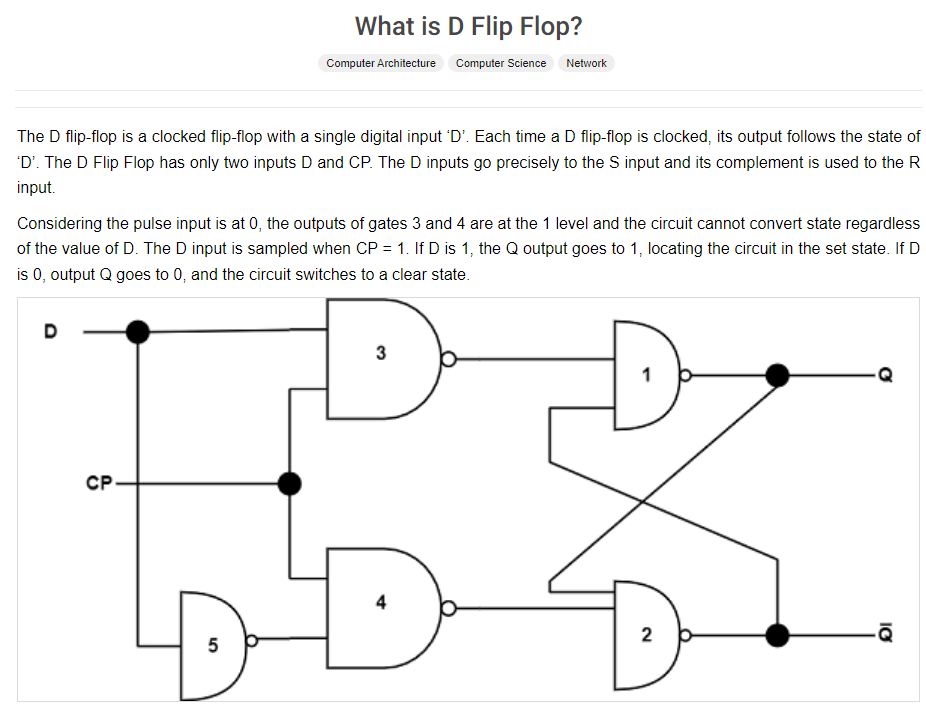 What is D Flip Flop?
Computer Architecture Computer Science Network
The D flip-flop is a clocked flip-flop with a single digital input ‘D’. Each time a D flip-flop is clocked, its output follows the state of
‘D’. The D Flip Flop has only two inputs D and CP. The D inputs go precisely to the S input and its complement is used to the R
input.
Considering the pulse input is at 0, the outputs of gates 3 and 4 are at the 1 level and the circuit cannot convert state regardless
of the value of D. The D input is sampled when CP = 1. If D is 1, the Q output goes to 1, locating the circuit in the set state. If D
is 0, output Q goes to 0, and the circuit switches to a clear state.
D
3
1
Q
CP
4
5
2
Q̅